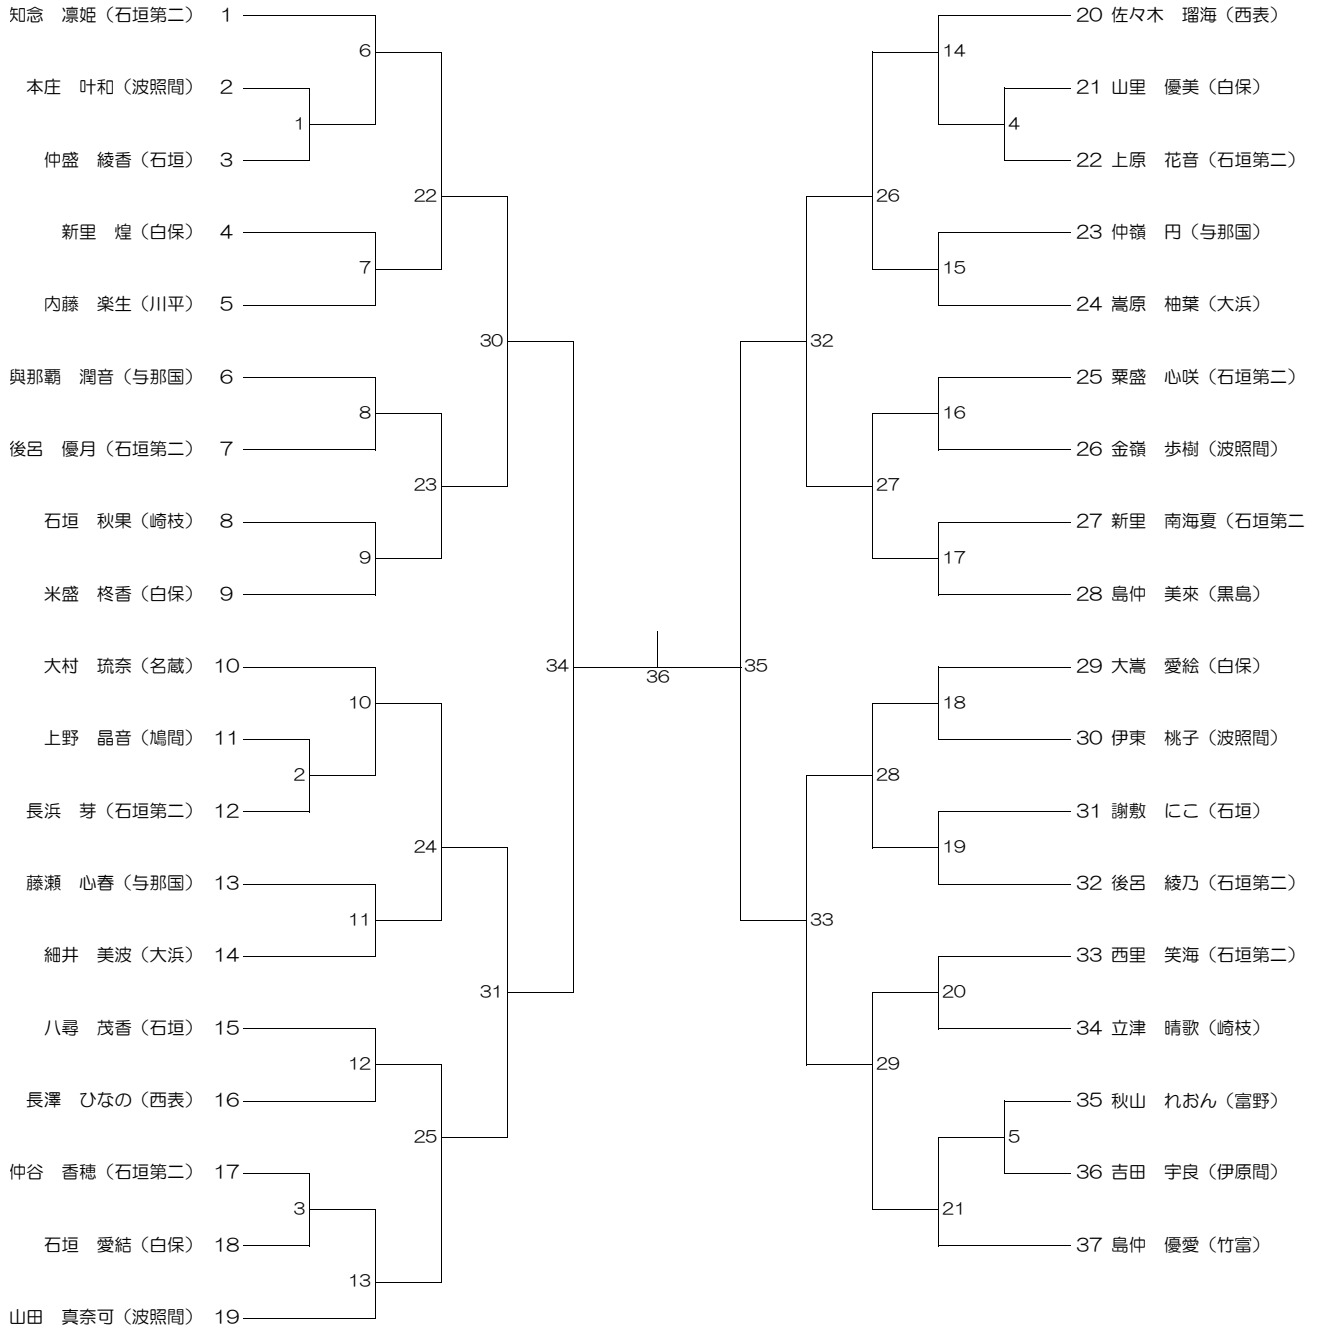 知念　凛姫（石垣第二）　1
6
本庄　叶和（波照間）　2
1
仲盛　綾香（石垣）　3
22
新里　煌（白保）　4
7
内藤　楽生（川平）　5
30
與那覇　潤音（与那国）　6
8
後呂　優月（石垣第二）　7
23
石垣　秋果（崎枝）　8
9
米盛　柊香（白保）　9
34
大村　琉奈（名蔵）　10
10
上野　晶音（鳩間）　11
2
長浜　芽（石垣第二）　12
24
藤瀬　心春（与那国）　13
11
細井　美波（大浜）　14
31
八尋　茂香（石垣）　15
12
長澤　ひなの（西表）　16
25
仲谷　香穂（石垣第二）　17
3
石垣　愛結（白保）　18
13
山田　真奈可（波照間）　19
36
20 佐々木　瑠海（西表）
14
21 山里　優美（白保）
4
22 上原　花音（石垣第二）
26
23 仲嶺　円（与那国）
15
24 嵩原　柚葉（大浜）
32
25 粟盛　心咲（石垣第二）
16
26 金嶺　歩樹（波照間）
27
27 新里　南海夏（石垣第二
17
28 島仲　美來（黒島）
35
29 大嵩　愛絵（白保）
18
30 伊東　桃子（波照間）
28
31 謝敷　にこ（石垣）
19
32 後呂　綾乃（石垣第二）
33
33 西里　笑海（石垣第二）
20
34 立津　晴歌（崎枝）
29
35 秋山　れおん（富野）
5
36 吉田　宇良（伊原間）
21
37 島仲　優愛（竹富）